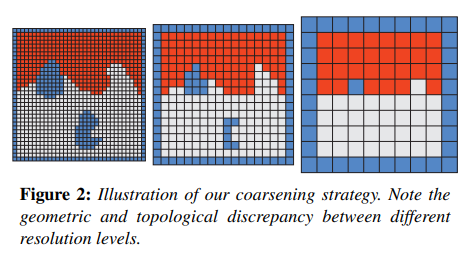 Figure 2: Illustration of our coarsening strategy. Note the
geometric and topological discrepancy between different
resolution levels.